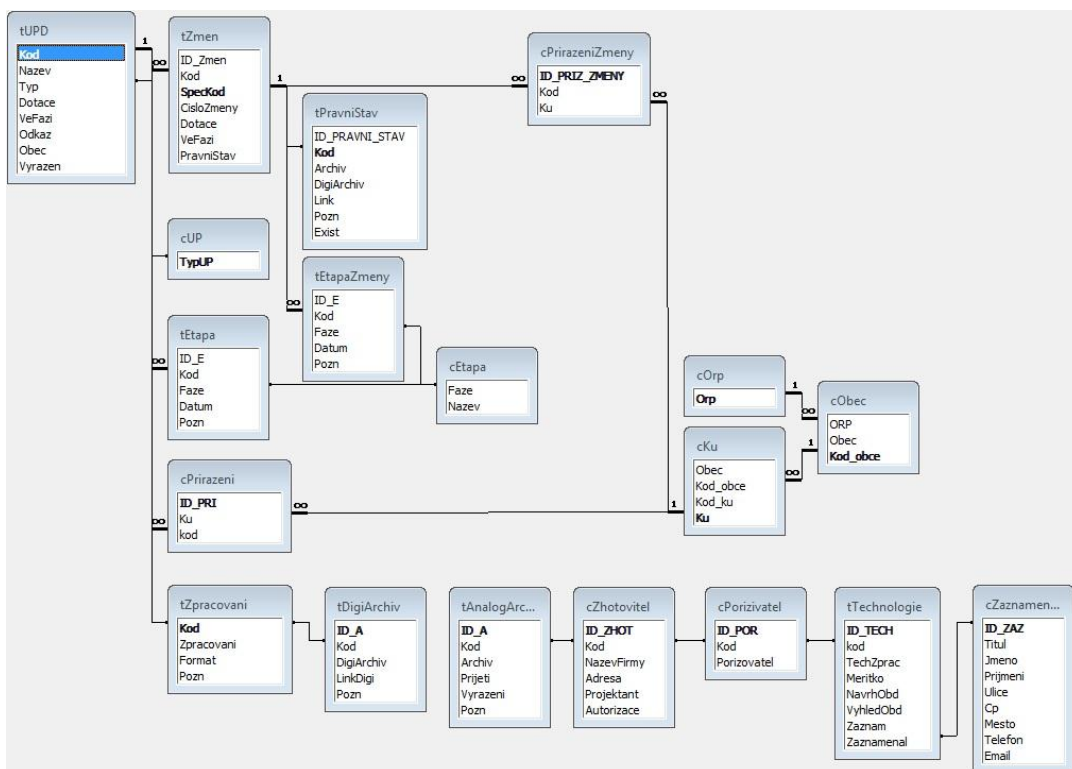 tUPD
Kod
Nazev
Typ
Dotace
VeFazi
Odkaz
Obec
Vyrazen
1
∞
tZmen
ID_Zmen
Kod
SpecKod
CisloZmeny
Dotace
VeFazi
PravniStav
1
∞
cPrirazeniZmeny
ID_PRIZ_ZMENY
Kod
Ku
∞
tPravniStav
ID_PRAVNI_STAV
Kod
Archiv
DigiArchiv
Link
Pozn
Exist
cUP
TypUP
∞
tEtapaZmeny
ID_E
Kod
Faze
Datum
Pozn
∞
tEtapa
ID_E
Kod
Faze
Datum
Pozn
cEtapa
Faze
Nazev
cOrp
Orp
1
∞
cObec
ORP
Obec
Kod_obce
1
∞
cKu
Obec
Kod_obce
Kod_ku
Ku
1
∞
cPrirazeni
ID_PRI
Ku
kod
∞
tZpracovani
Kod
Zpracovani
Format
Pozn
tDigiArchiv
ID_A
Kod
DigiArchiv
LinkDigi
Pozn
tAnalogArc...
ID_A
Kod
Archiv
Prijeti
Vyrazeni
Pozn
cZhotovitel
ID_ZHOT
Kod
NazevFirmy
Adresa
Projektant
Autorizace
cPorizivatel
ID_POR
Kod
Porizovatel
tTechnologie
ID_TECH
kod
TechZprac
Meritko
NavrhObd
VyhledObd
Zaznam
Zaznamenal
cZaznamen...
ID_ZAZ
Titul
Jmeno
Prijmeni
Ulice
Cp
Mesto
Telefon
Email